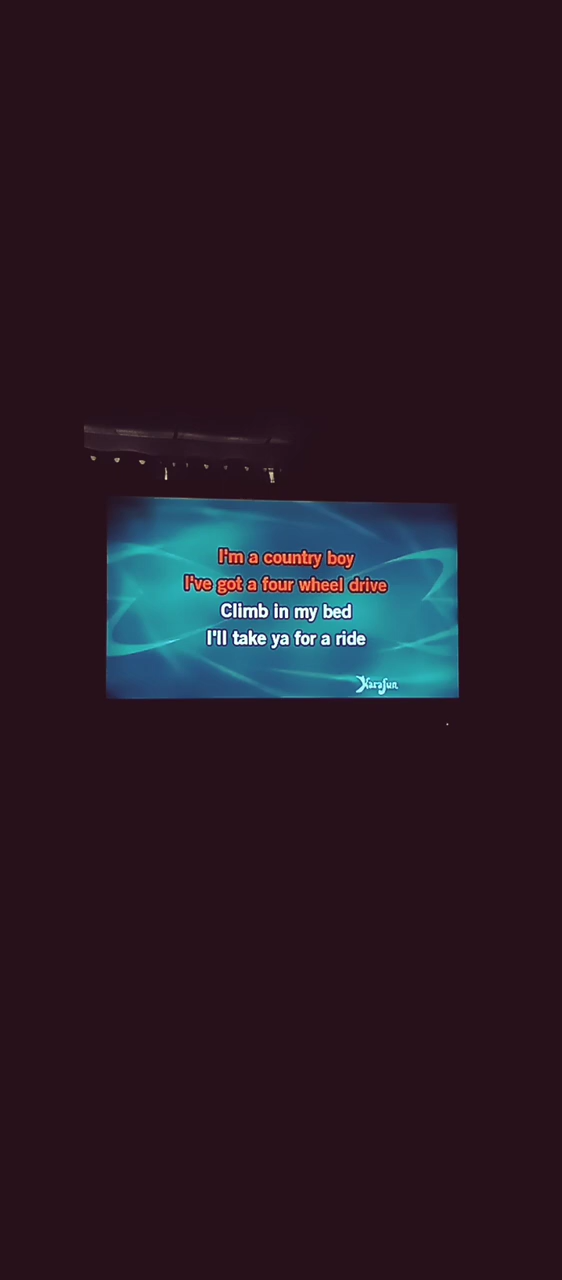 I'm a country boy
I've got a four wheel drive
Climb in my bed
I'll take ya for a ride
KaraFun